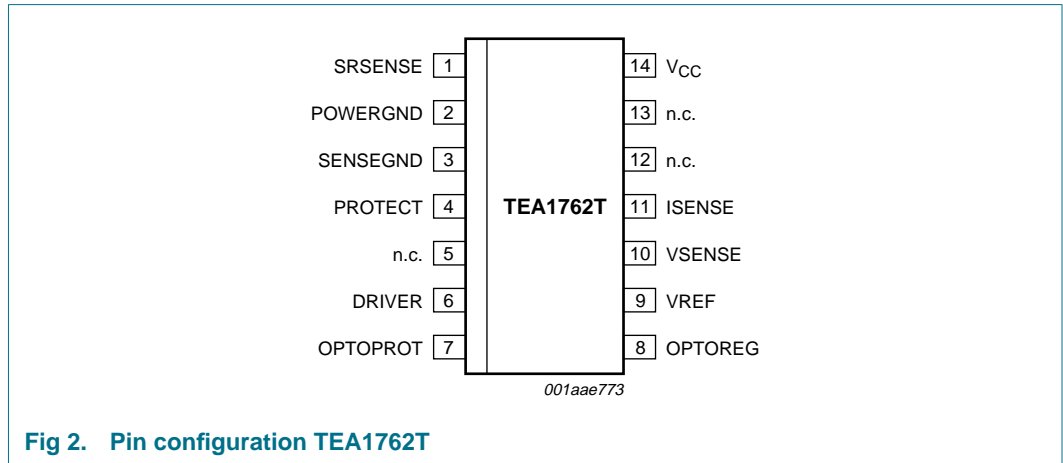 SRSENSE 1 14 VCC
POWERGND 2 13 n.c.
SENSEGND 3 12 n.c.
PROTECT 4 TEA1762T 11 ISENSE
n.c. 5 10 VSENSE
DRIVER 6 9 VREF
OPTOPROT 7 8 OPTOREG
001aae773
Fig 2. Pin configuration TEA1762T